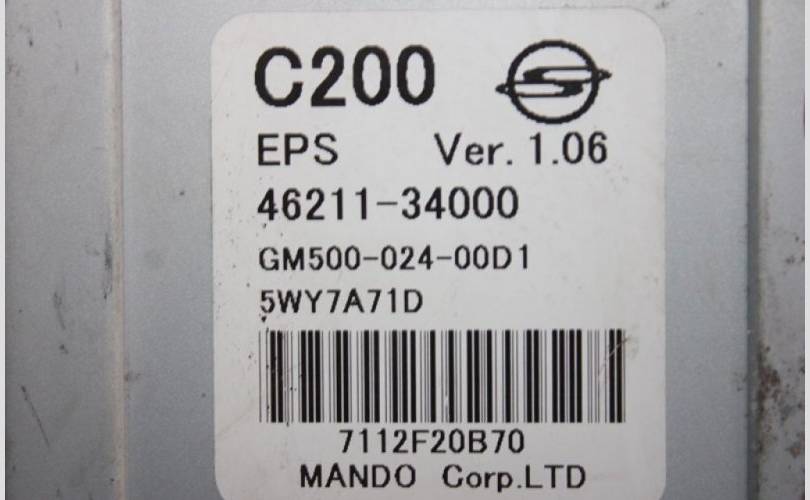 C200
EPS Ver. 1.06
46211-34000
GM500-024-00D1
5WY7A71D
7112F20B70
MANDO Corp.LTD